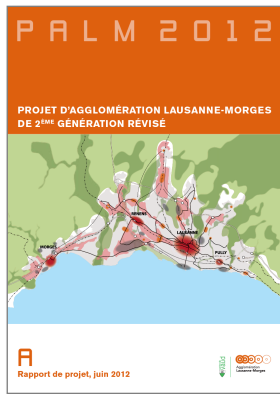 PALM 2012
PROJET D'AGGLOMÉRATION LAUSANNE-MORGES
DE 2ÈME GÉNÉRATION RÉVISÉ
RENENS
MORGES
LAUSANNE
PULLY
A
Rapport de projet, juin 2012
Agglomération
Lausanne-Morges